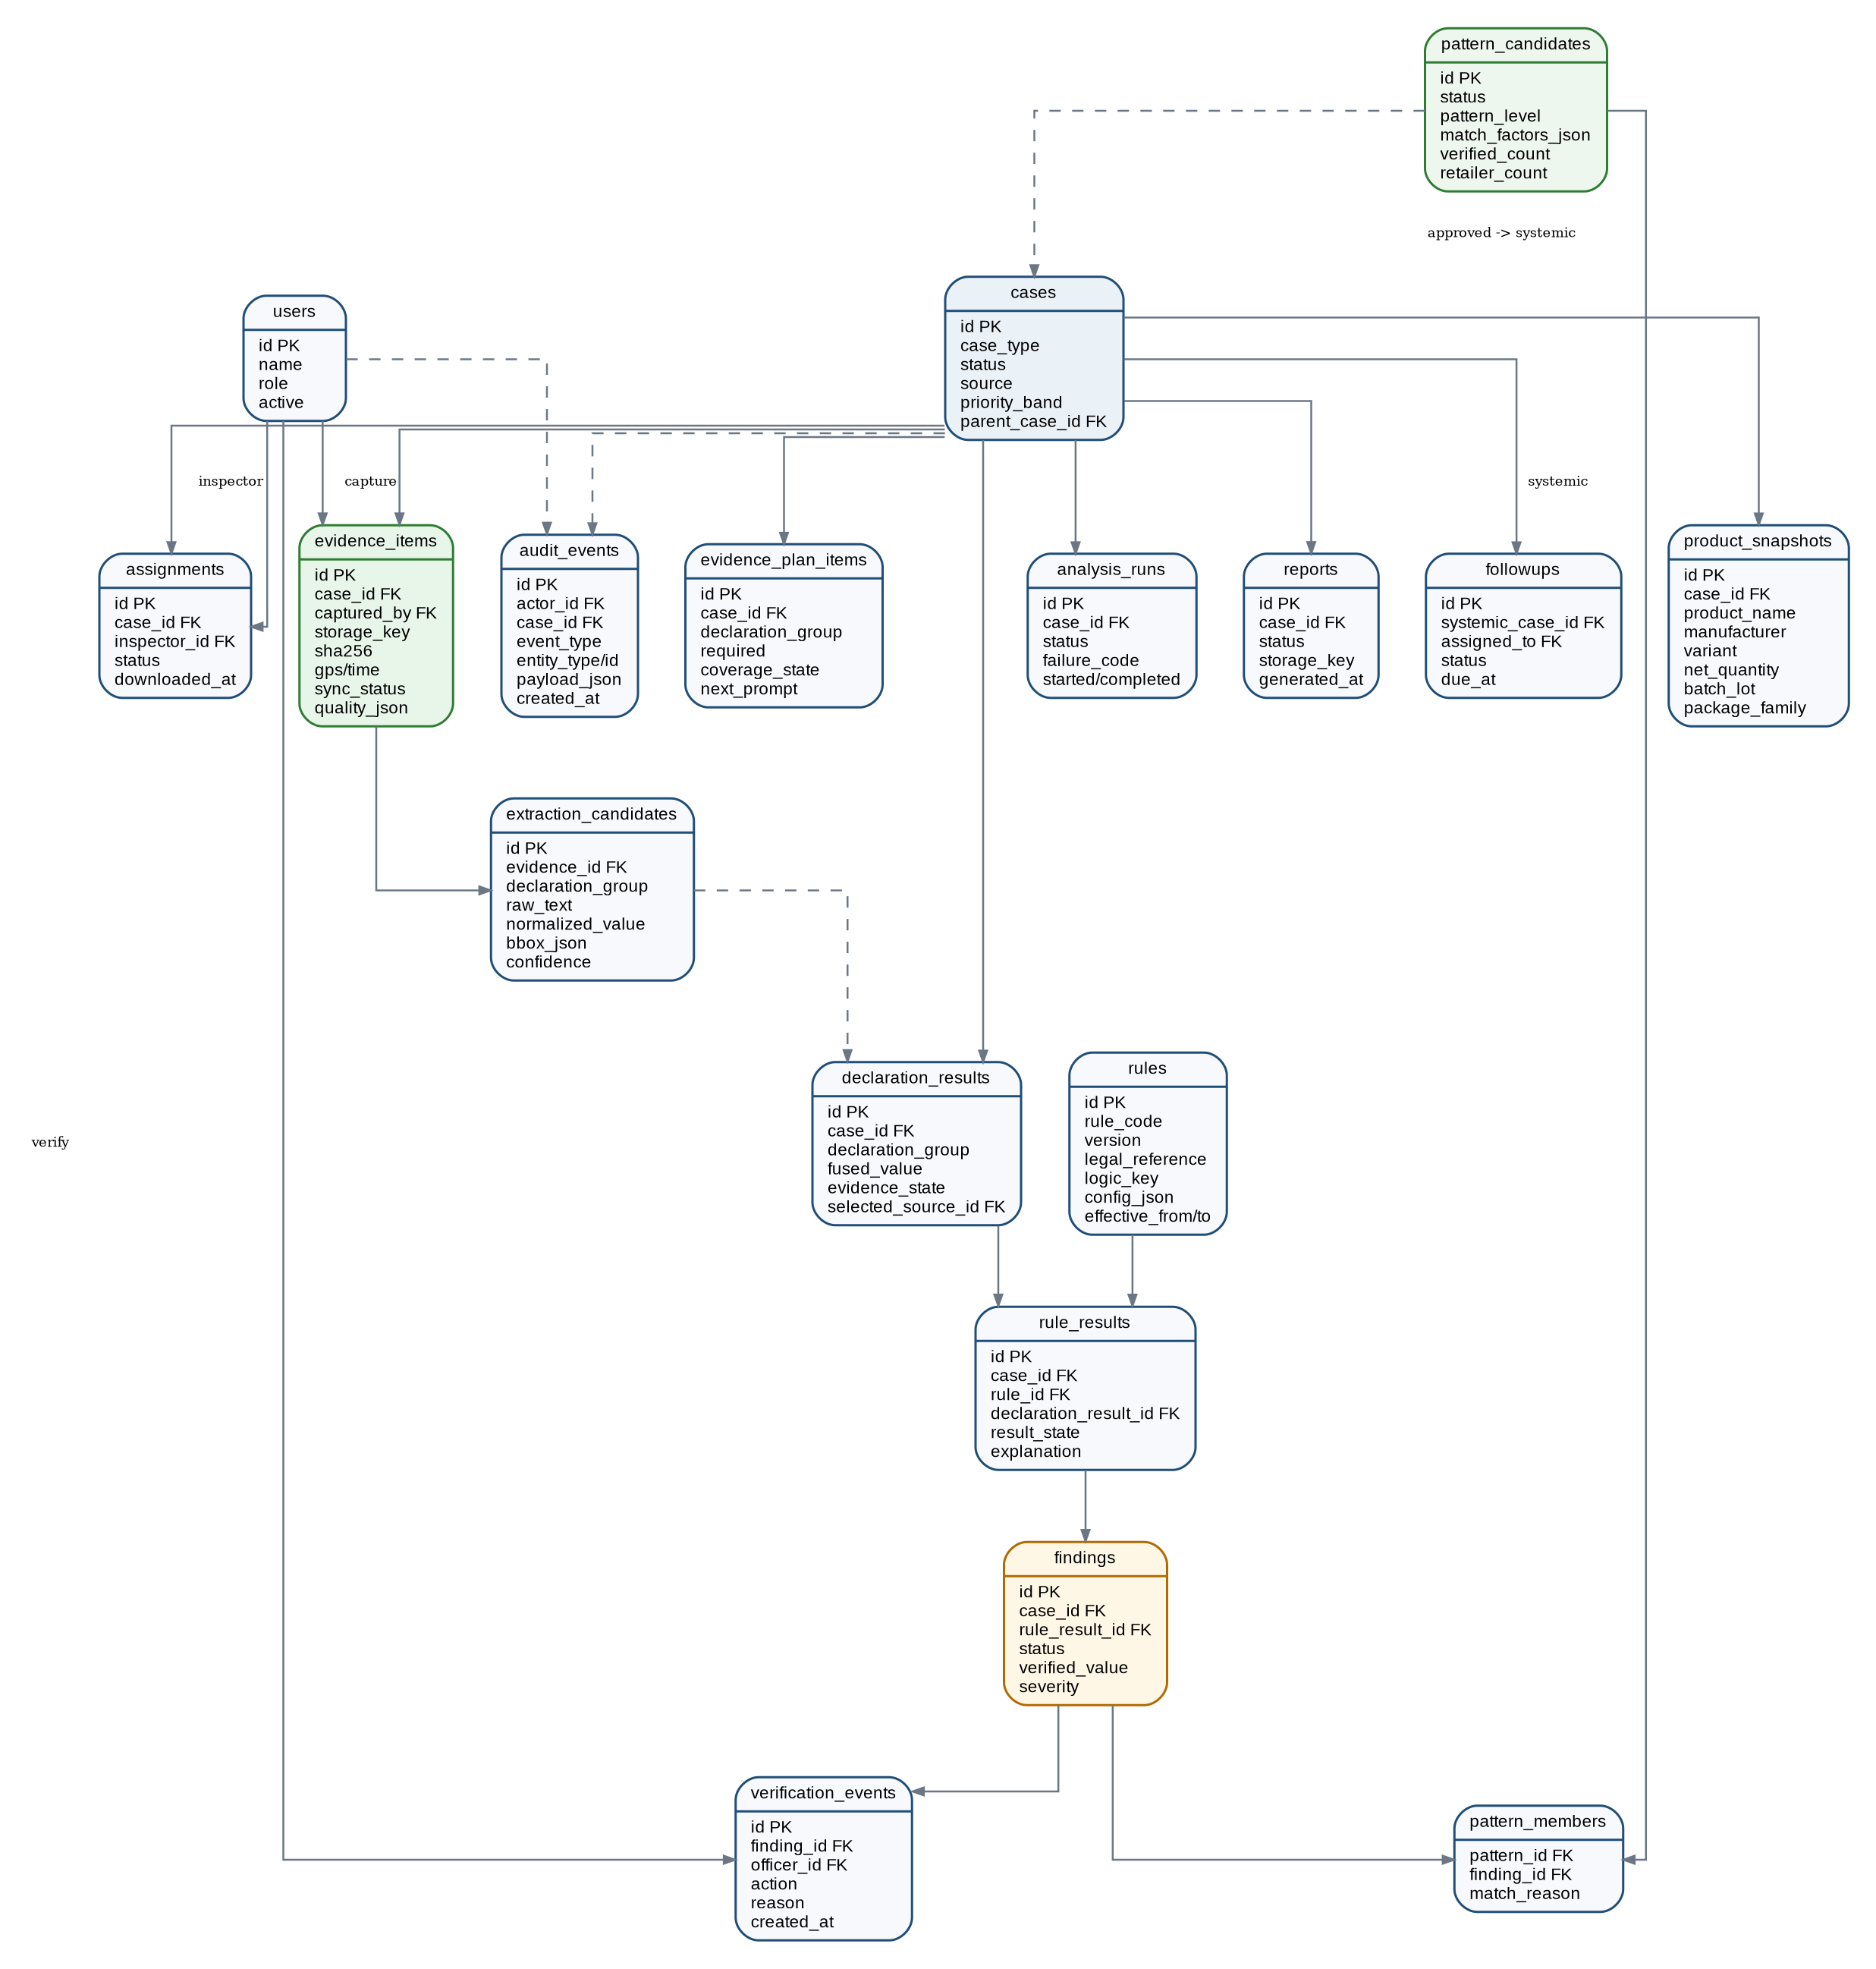 pattern_candidates
id PK
status
pattern_level
match_factors_json
verified_count
retailer_count
approved -> systemic
cases
id PK
case_type
status
source
priority_band
parent_case_id FK
users
id PK
name
role
active
inspector
capture
systemic
assignments
id PK
case_id FK
inspector_id FK
status
downloaded_at
evidence_items
id PK
case_id FK
captured_by FK
storage_key
sha256
gps/time
sync_status
quality_json
audit_events
id PK
actor_id FK
case_id FK
event_type
entity_type/id
payload_json
created_at
evidence_plan_items
id PK
case_id FK
declaration_group
required
coverage_state
next_prompt
analysis_runs
id PK
case_id FK
status
failure_code
started/completed
reports
id PK
case_id FK
status
storage_key
generated_at
followups
id PK
systemic_case_id FK
assigned_to FK
status
due_at
product_snapshots
id PK
case_id FK
product_name
manufacturer
variant
net_quantity
batch_lot
package_family
extraction_candidates
id PK
evidence_id FK
declaration_group
raw_text
normalized_value
bbox_json
confidence
verify
declaration_results
id PK
case_id FK
declaration_group
fused_value
evidence_state
selected_source_id FK
rules
id PK
rule_code
version
legal_reference
logic_key
config_json
effective_from/to
rule_results
id PK
case_id FK
rule_id FK
declaration_result_id FK
result_state
explanation
findings
id PK
case_id FK
rule_result_id FK
status
verified_value
severity
verification_events
id PK
finding_id FK
officer_id FK
action
reason
created_at
pattern_members
pattern_id FK
finding_id FK
match_reason